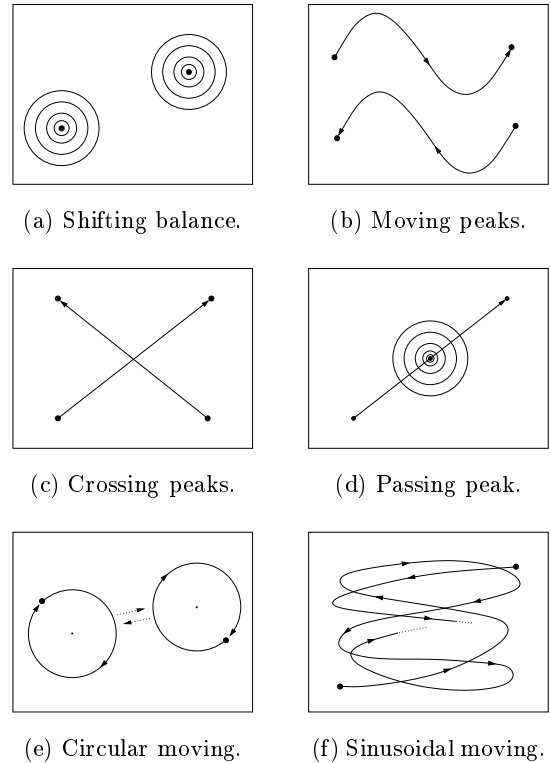 (a) Shifting balance.
(b) Moving peaks.
(c) Crossing peaks.
(d) Passing peak.
(e) Circular moving.
(f) Sinusoidal moving.